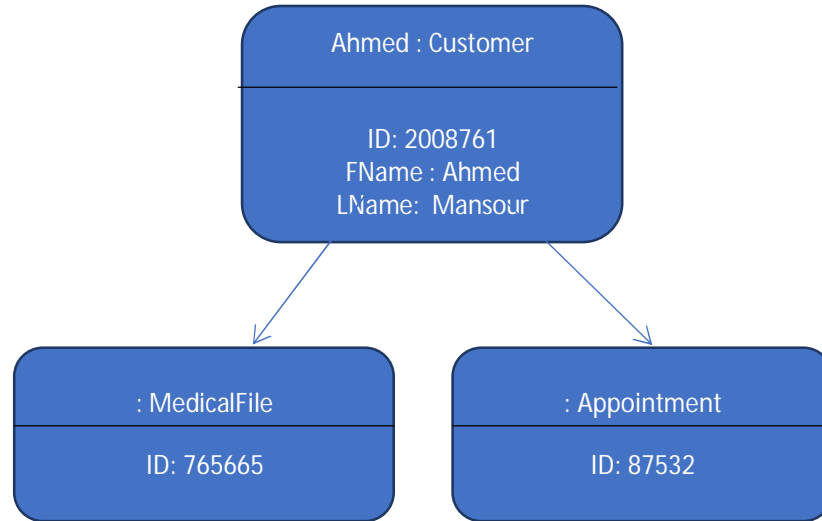 Ahmed : Customer
ID: 2008761
FName : Ahmed
LName: Mansour
: MedicalFile
ID: 765665
: Appointment
ID: 87532